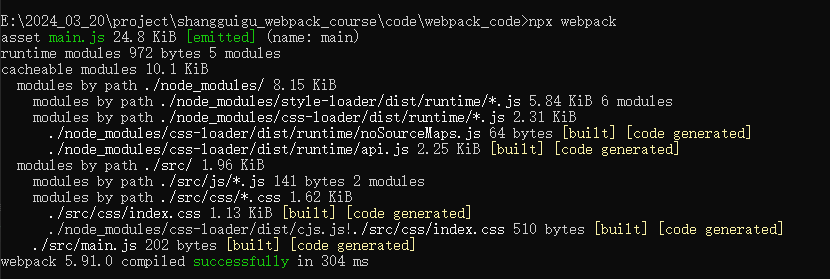 E:\2024_03_20\project\shangguigu_webpack_course\code\webpack_code>npx webpack
asset main.js 24.8 KiB [emitted] (name: main)
runtime modules 972 bytes 5 modules
cacheable modules 10.1 KiB
  modules by path ./node_modules/ 8.15 KiB
    modules by path ./node_modules/style-loader/dist/runtime/*.js 5.84 KiB 6 modules
    modules by path ./node_modules/css-loader/dist/runtime/*.js 2.31 KiB
      ./node_modules/css-loader/dist/runtime/noSourceMaps.js 64 bytes [built] [code generated]
      ./node_modules/css-loader/dist/runtime/api.js 2.25 KiB [built] [code generated]
  modules by path ./src/ 1.96 KiB
    modules by path ./src/js/*.js 141 bytes 2 modules
    modules by path ./src/css/*.css 1.62 KiB
      ./src/css/index.css 1.13 KiB [built] [code generated]
      ./node_modules/css-loader/dist/cjs.js!./src/css/index.css 510 bytes [built] [code generated]
    ./src/main.js 202 bytes [built] [code generated]
webpack 5.91.0 compiled successfully in 304 ms